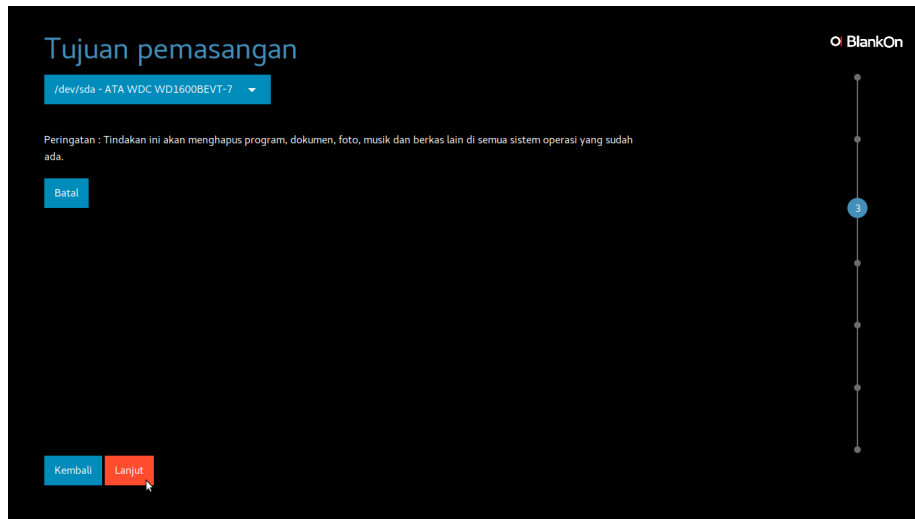 Tujuan pemasangan
BlankOn
/dev/sda - ATA WDC WD1600BEVT-7
Peringatan : Tindakan ini akan menghapus program, dokumen, foto, musik dan berkas lain di semua sistem operasi yang sudah
ada.
Batal
3
Kembali
Lanjut